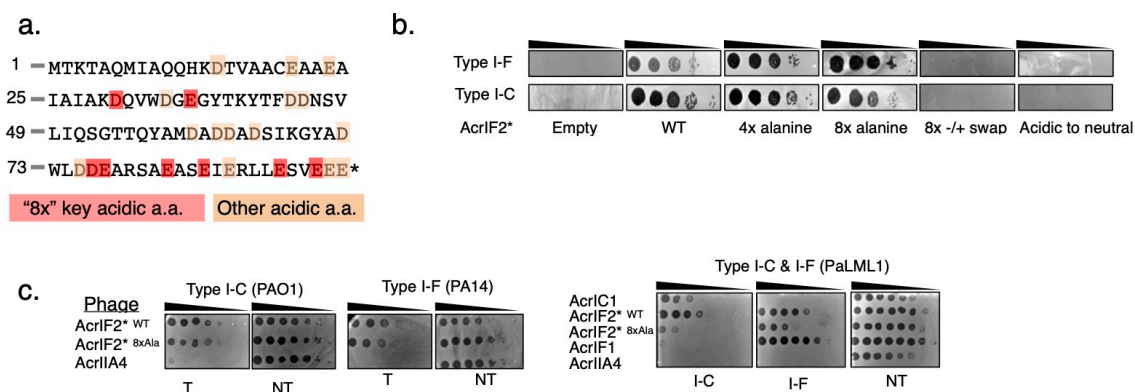 a.
1 MTKTAQMIAQQHKDTVAACEAAEA
25 IAIAKDQVWDGEGYTKYTFDDNSV
49 LIQSGTTQYAMDADDADSIKGYAD
73 WLDDEARSAEASEIERLLESVEEE*
"8x" key acidic a.a. Other acidic a.a.
b.
Type I-F
Type I-C
AcrIF2* Empty WT 4x alanine 8x alanine 8x -/+ swap Acidic to neutral
c.
Type I-C (PAO1) Type I-F (PA14)
Phage
AcrIF2* WT
AcrIF2* 8xAla
AcrIIA4
T NT T NT
Type I-C & I-F (PaLML1)
AcrIC1
AcrIF2* WT
AcrIF2* 8xAla
AcrIF1
AcrIIA4
I-C I-F NT